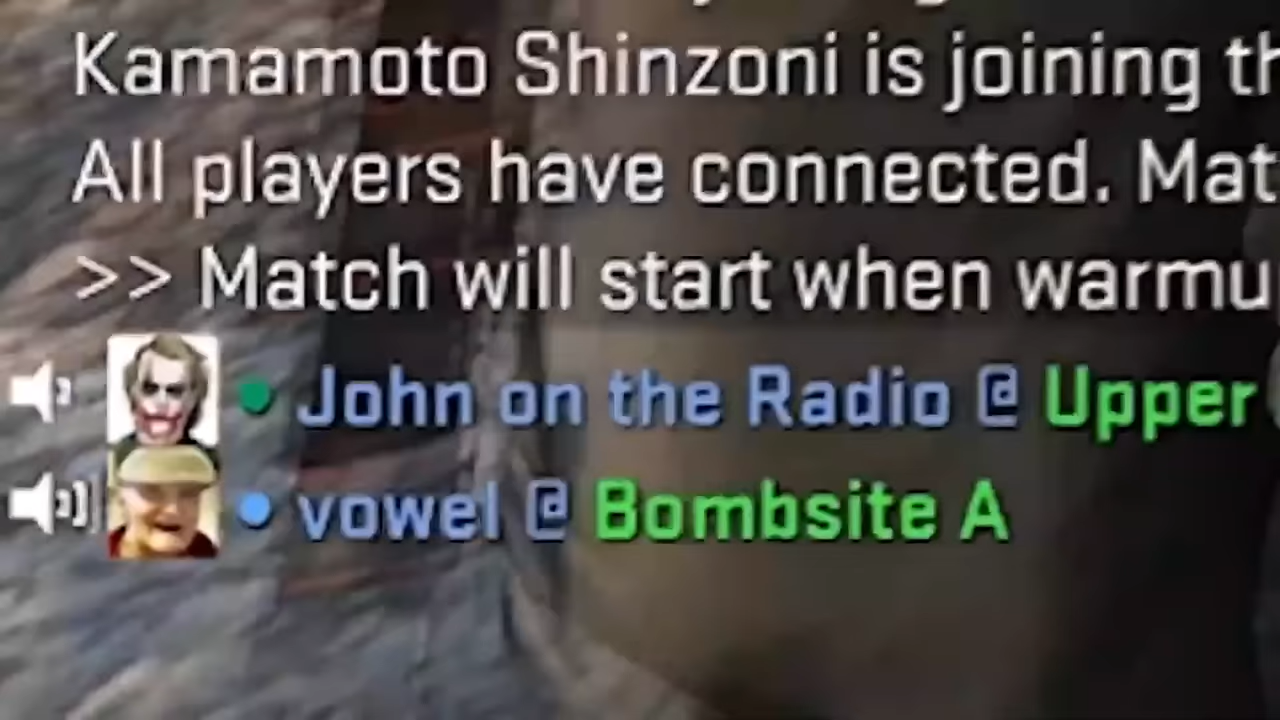 Kamamoto Shinzoni is joining th
All players have connected. Mat
>> Match will start when warmu
John on the Radio @ Upper
vowel @ Bombsite A